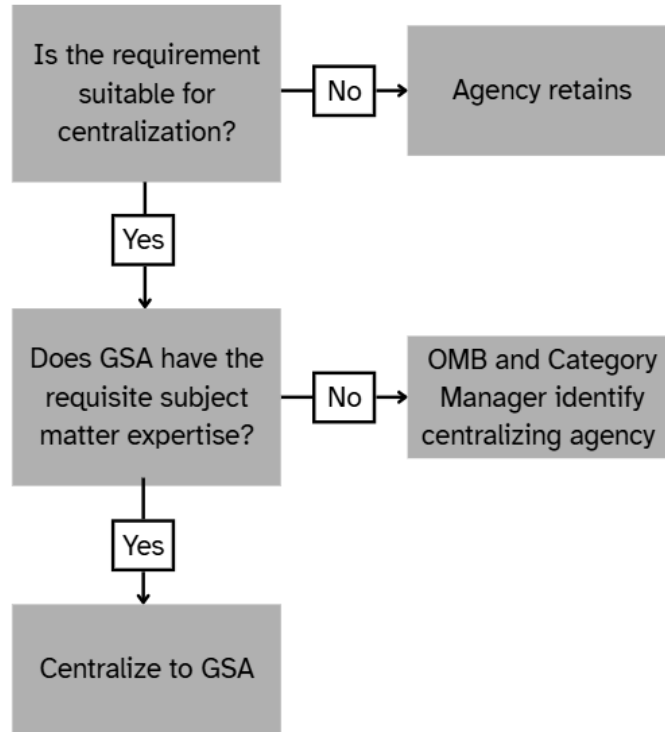 Is the requirement
suitable for
centralization?
No
Agency retains
Yes
Does GSA have the
requisite subject
matter expertise?
No
OMB and Category
Manager identify
centralizing agency
Yes
Centralize to GSA